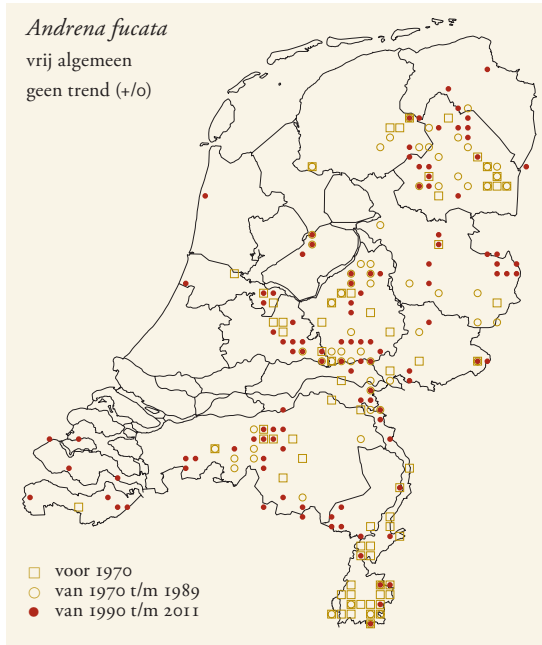 Andrena fucata
vrij algemeen
geen trend (+/0)
voor 1970
van 1970 t/m 1989
van 1990 t/m 2011